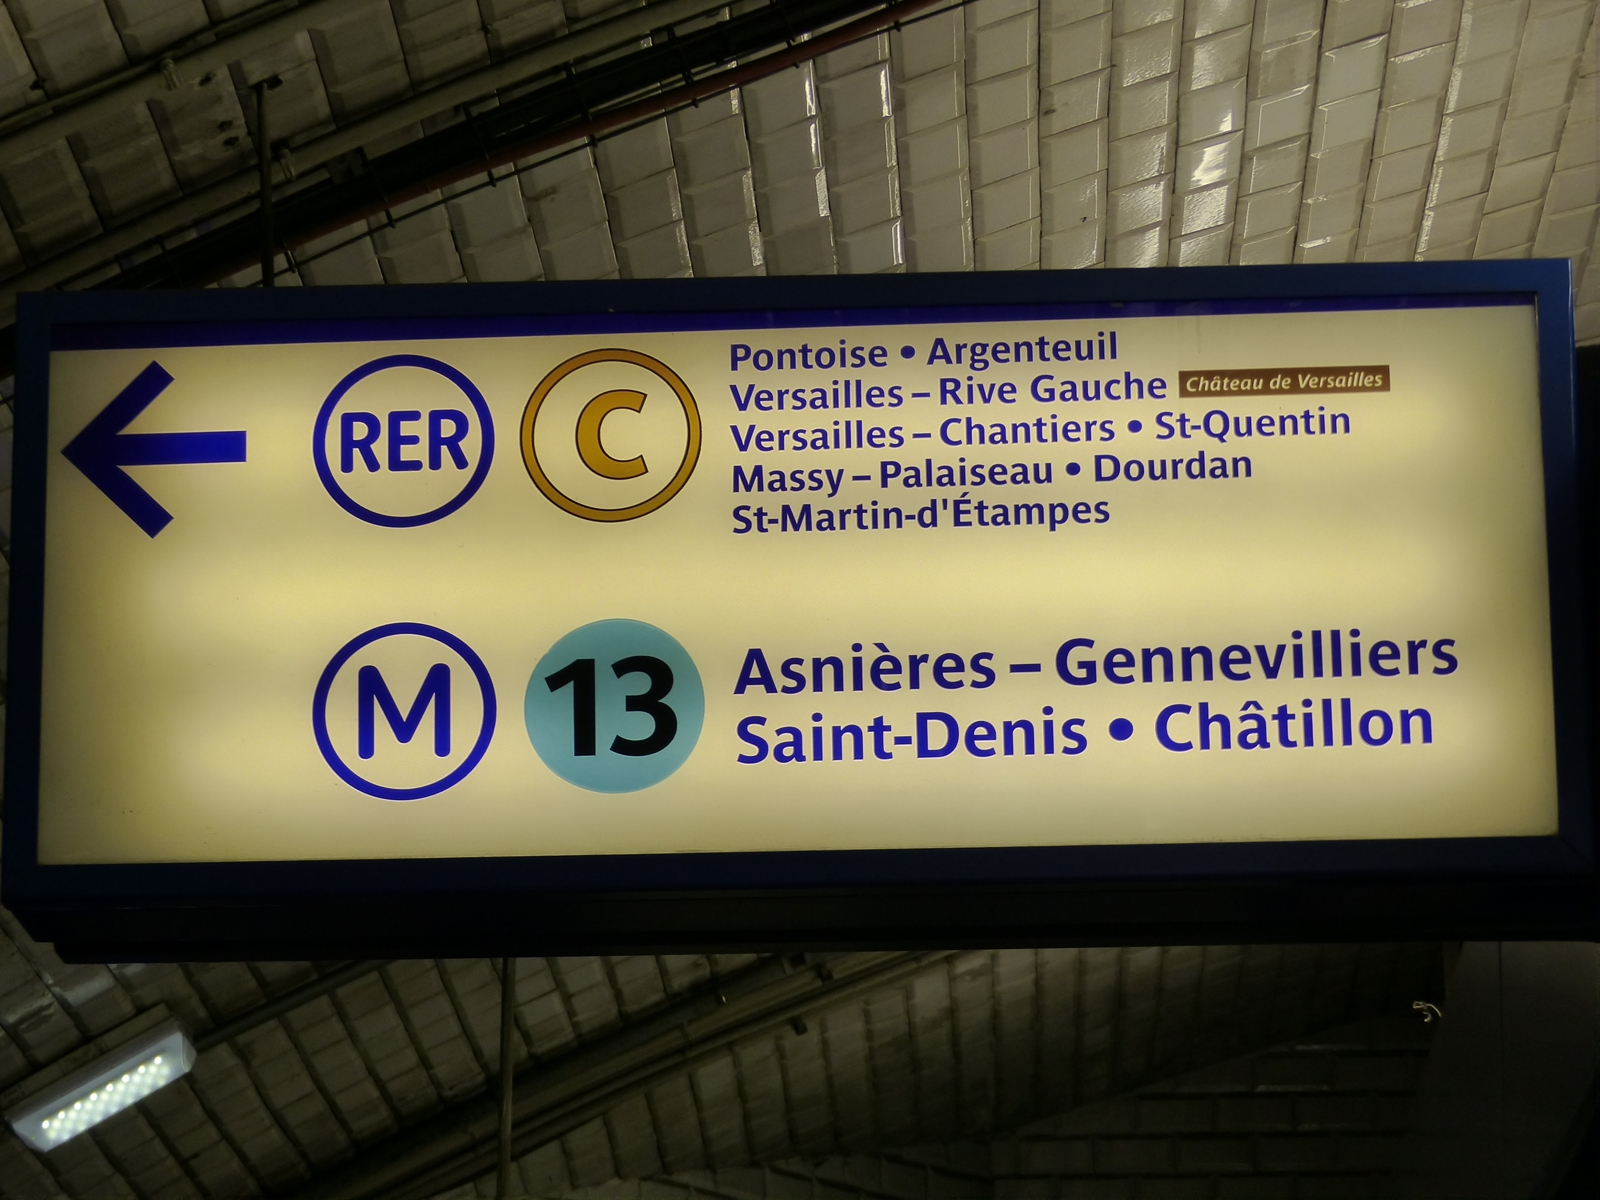 RER C
Pontoise • Argenteuil
Versailles – Rive Gauche Château de Versailles
Versailles – Chantiers • St-Quentin
Massy – Palaiseau • Dourdan
St-Martin-d'Étampes
M 13
Asnières – Gennevilliers
Saint-Denis • Châtillon